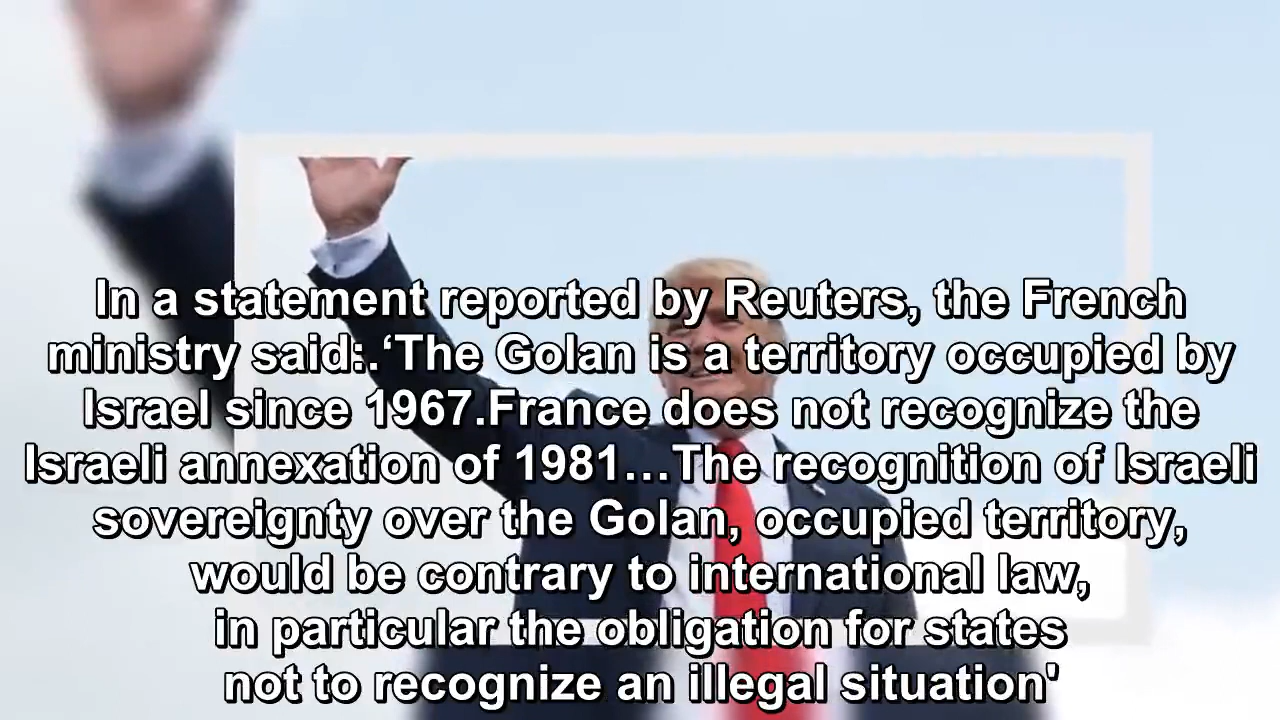 In a statement reported by Reuters, the French
ministry said:.‘The Golan is a territory occupied by
Israel since 1967.France does not recognize the
Israeli annexation of 1981…The recognition of Israeli
sovereignty over the Golan, occupied territory,
would be contrary to international law,
in particular the obligation for states
not to recognize an illegal situation'